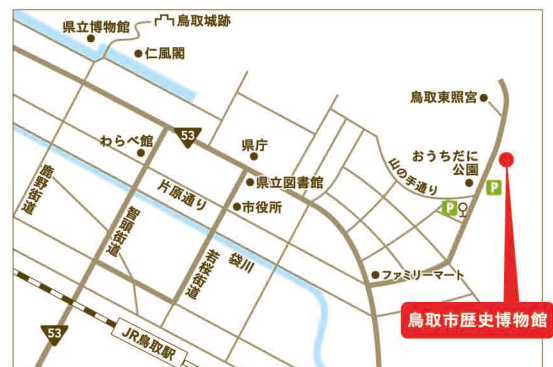 鳥取城跡
県立博物館
仁風閣
鳥取東照宮
53
わらべ館
県庁
おうちだに
公園
山の手通り
県立図書館
P
P
鹿野街道
片原通り
市役所
智頭街道
若桜街道
袋川
ファミリーマート
鳥取市歴史博物館
53
JR鳥取駅